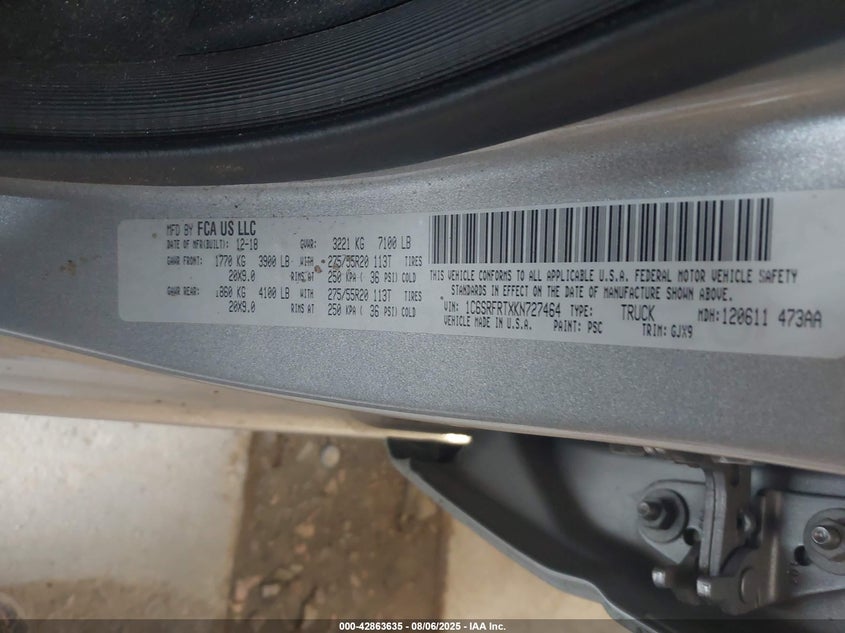 MFD BY FCA US LLC
DATE OF MFR(BUILT): 12-18 GVWR: 3221 KG 7100 LB
GAWR FRONT: 1770 KG 3900 LB WITH 275/55R20 113T TIRES
20X9.0 RIMS AT 250 KPA ( 36 PSI) COLD
GAWR REAR: 1860 KG 4100 LB WITH 275/55R20 113T TIRES
20X9.0 RIMS AT 250 KPA ( 36 PSI) COLD
THIS VEHICLE CONFORMS TO ALL APPLICABLE U.S.A. FEDERAL MOTOR VEHICLE SAFETY
STANDARDS IN EFFECT ON THE DATE OF MANUFACTURE SHOWN ABOVE.
VIN: 1C6SRFRTXKN727464 TYPE: TRUCK MDH: 120611 473AA
VEHICLE MADE IN U.S.A. PAINT: PSC TRIM: GJX9
000-42863635 - 08/06/2025 - IAA Inc.